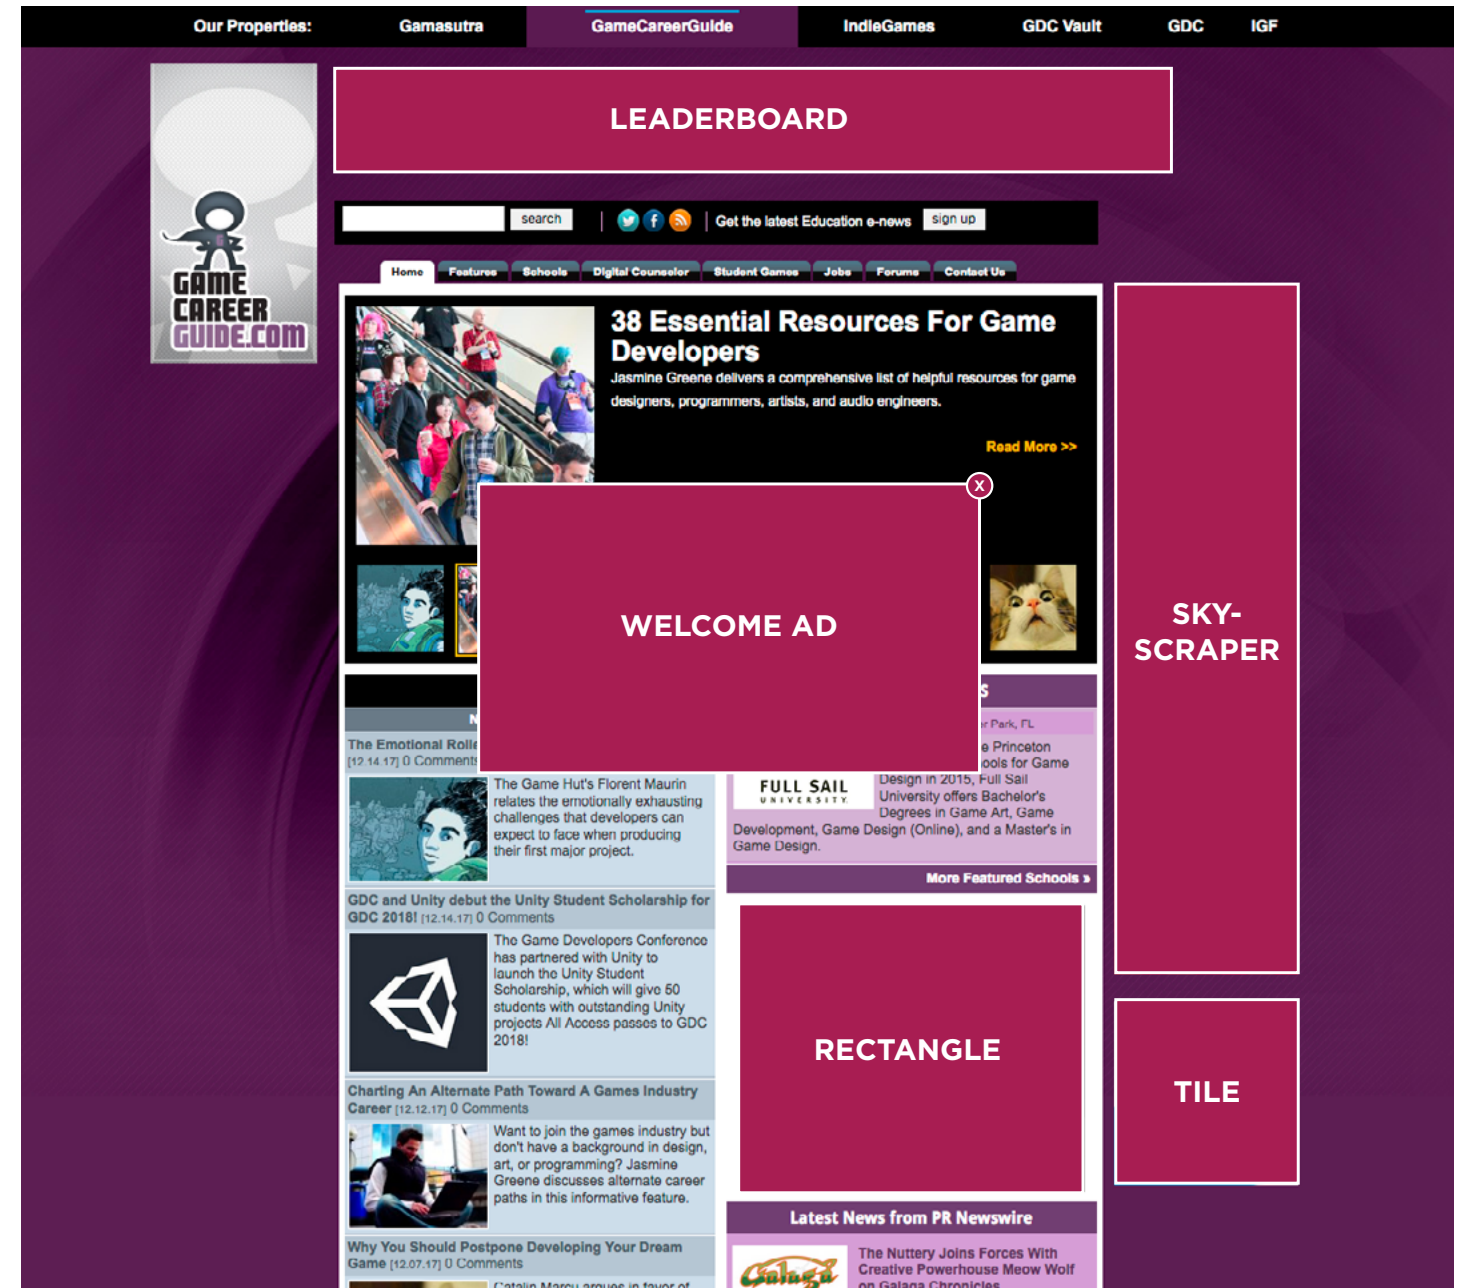 Our Properties: Gamasutra GameCareerGuide IndieGames GDC Vault GDC IGF
LEADERBOARD
GAME
CAREER
GUIDE.COM
search | | Get the latest Education e-news sign up
Home Features Schools Digital Counselor Student Games Jobs Forums Contact Us
38 Essential Resources For Game
Developers
Jasmine Greene delivers a comprehensive list of helpful resources for game
designers, programmers, artists, and audio engineers.
Read More >>
X
WELCOME AD
SKY-
SCRAPER
The Emotional
[12.14.17] 0 Comments
The Game Hut's Florent Maurin
relates the emotionally exhausting
challenges that developers can
expect to face when producing
their first major project.
GDC and Unity debut the Unity Student Scholarship for
GDC 2018! [12.14.17] 0 Comments
The Game Developers Conference
has partnered with Unity to
launch the Unity Student
Scholarship, which will give 50
students with outstanding Unity
projects All Access passes to GDC
2018!
Charting An Alternate Path Toward A Games Industry
Career [12.12.17] 0 Comments
Want to join the games industry but
don't have a background in design,
art, or programming? Jasmine
Greene discusses alternate career
paths in this informative feature.
Why You Should Postpone Developing Your Dream
Game [12.07.17] 0 Comments
Catalin Marcu argues in favor of
Park, FL
Princeton
for Game
Design in 2015, Full Sail
University offers Bachelor's
Degrees in Game Art, Game
Development, Game Design (Online), and a Master's in
Game Design.
FULL SAIL
UNIVERSITY.
More Featured Schools »
RECTANGLE
TILE
Latest News from PR Newswire
Galaga
The Nuttery Joins Forces With
Creative Powerhouse Meow Wolf
on Galaga Chronicles